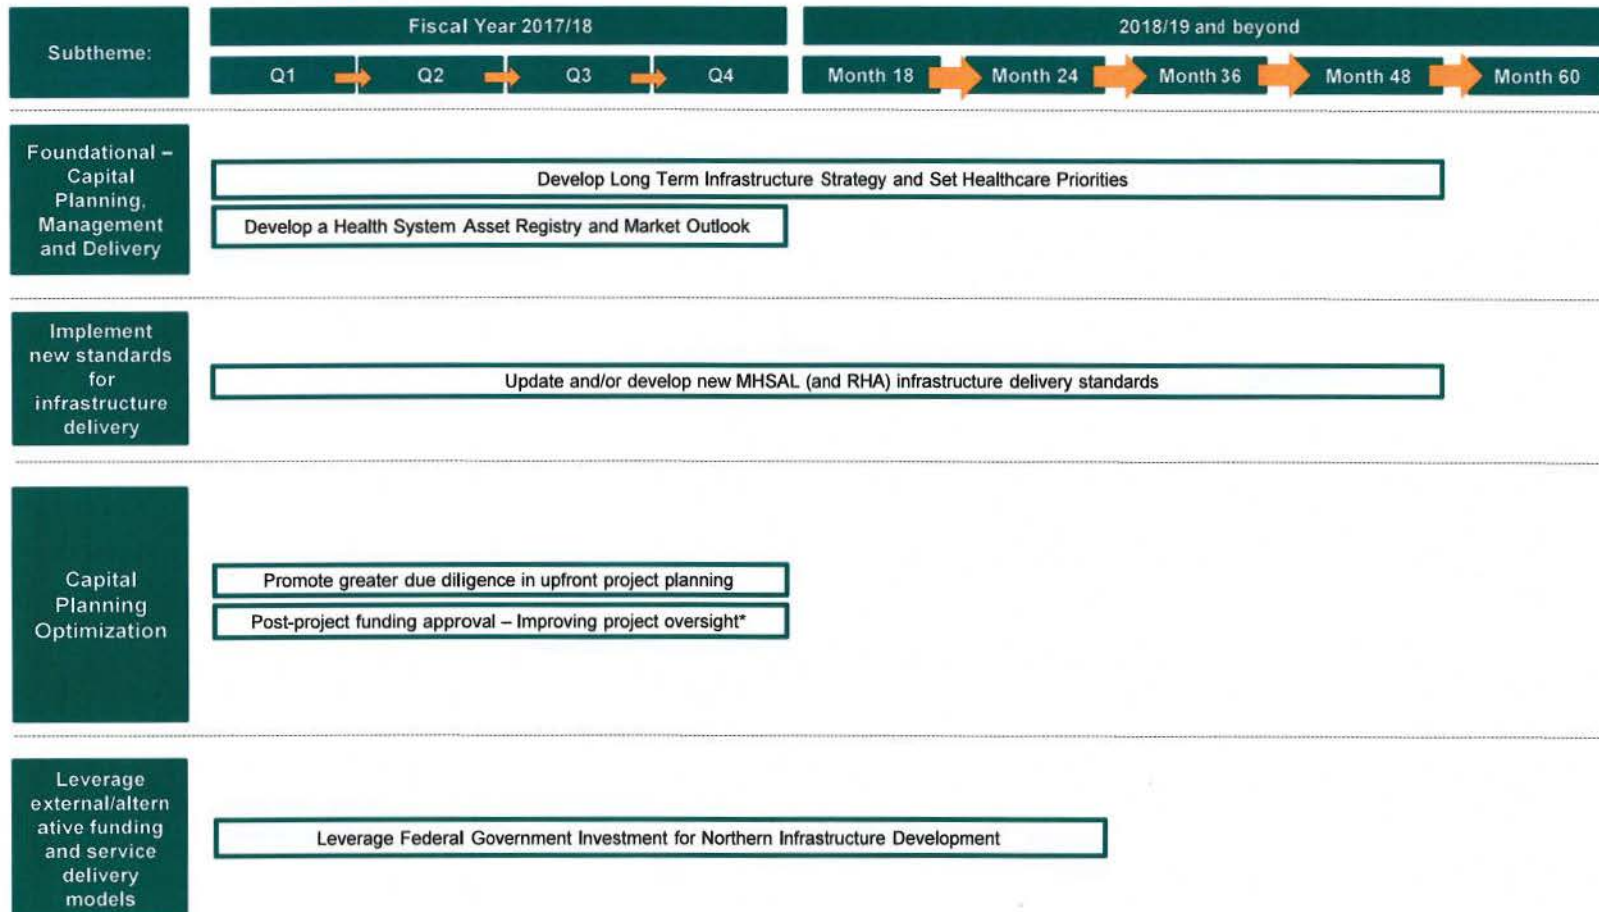 Subtheme:
Fiscal Year 2017/18
2018/19 and beyond
Q1
Q2
Q3
Q4
Month 18
Month 24
Month 36
Month 48
Month 60
Foundational –
Capital
Planning,
Management
and Delivery
Develop Long Term Infrastructure Strategy and Set Healthcare Priorities
Develop a Health System Asset Registry and Market Outlook
Implement
new standards
for
infrastructure
delivery
Update and/or develop new MHSAL (and RHA) infrastructure delivery standards
Capital
Planning
Optimization
Promote greater due diligence in upfront project planning
Post-project funding approval – Improving project oversight*
Leverage
external/altern
ative funding
and service
delivery
models
Leverage Federal Government Investment for Northern Infrastructure Development